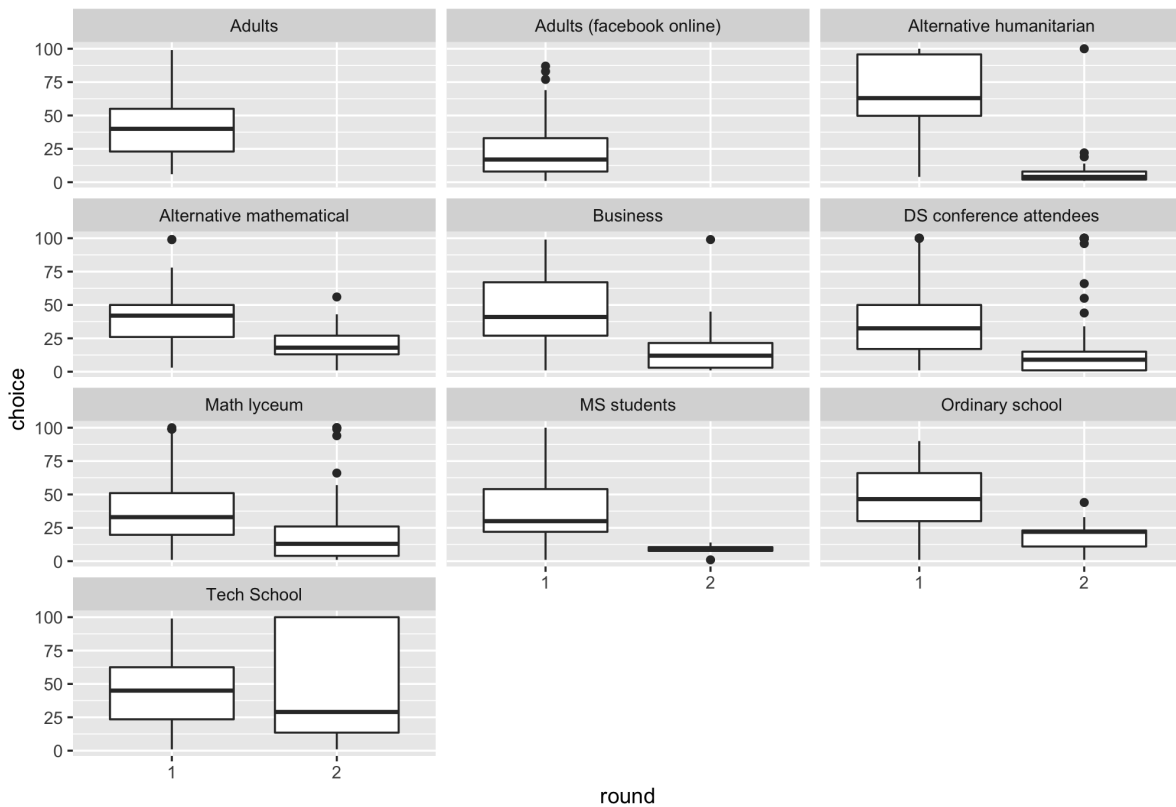 Adults
Adults (facebook online)
Alternative humanitarian
100
75
50
25
0
Alternative mathematical
Business
DS conference attendees
100
75
50
25
0
Math lyceum
MS students
Ordinary school
100
75
50
25
0
1
2
1
2
Tech School
100
75
50
25
0
1
2
choice
round